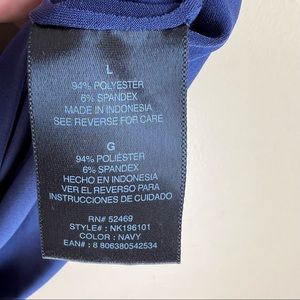 L
94% POLYESTER
6% SPANDEX
MADE IN INDONESIA
SEE REVERSE FOR CARE
G
94% POLIÉSTER
6% SPANDEX
HECHO EN INDONESIA
VER EL REVERSO PARA
INSTRUCCIONES DE CUIDADO
RN# 52469
STYLE# : NK196101
COLOR : NAVY
EAN# : 8 806380542534